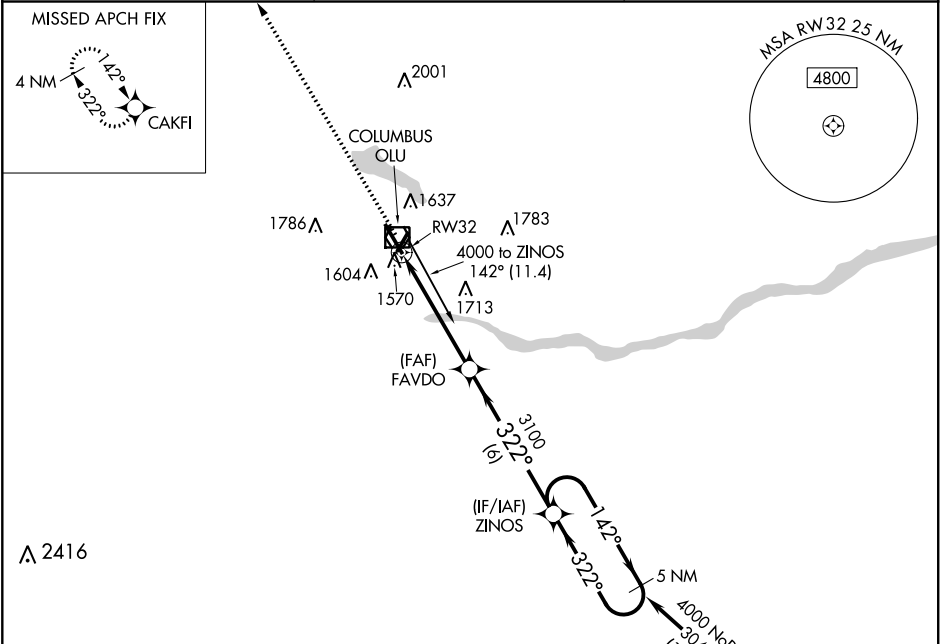 MISSED APCH FIX
4 NM
142°
322°
CAKFI
MSA RW32 25 NM
4800
2001
COLUMBUS
OLU
1637
1786
1783
RW32
4000 to ZINOS
142° (11.4)
1604
1570
1713
(FAF)
FAVDO
3100
322°
(6)
(IF/IAF)
ZINOS
142°
322°
5 NM
2416
4000 NoP